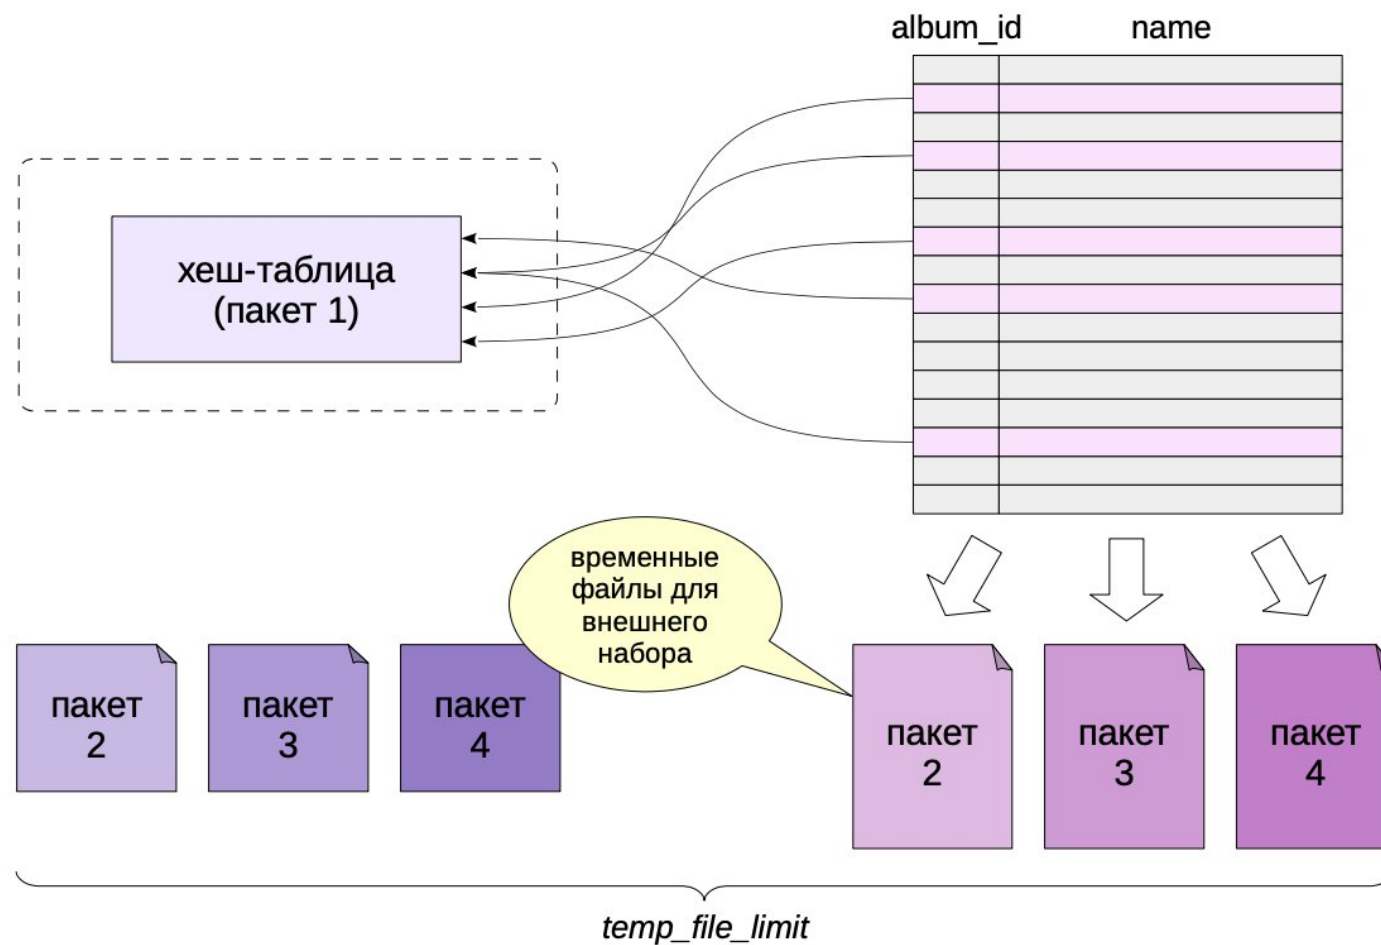 album_id name
хеш-таблица
(пакет 1)
временные
файлы для
внешнего
набора
пакет
2
пакет
3
пакет
4
пакет
2
пакет
3
пакет
4
temp_file_limit